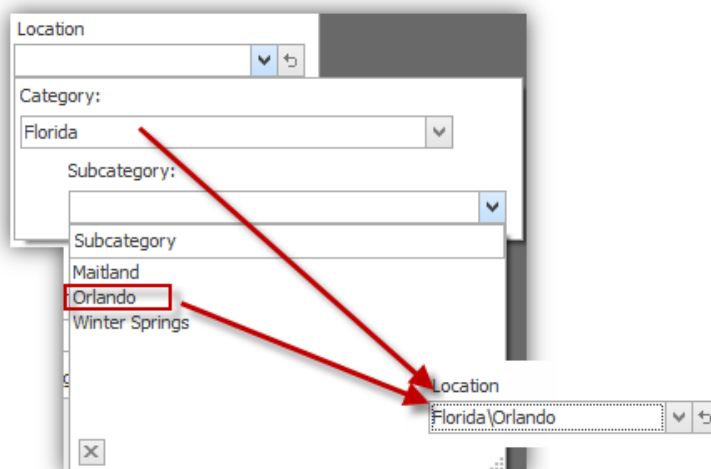 Location
Category:
Florida
Subcategory:
Subcategory
Maitland
Orlando
Winter Springs
Location
Florida\Orlando